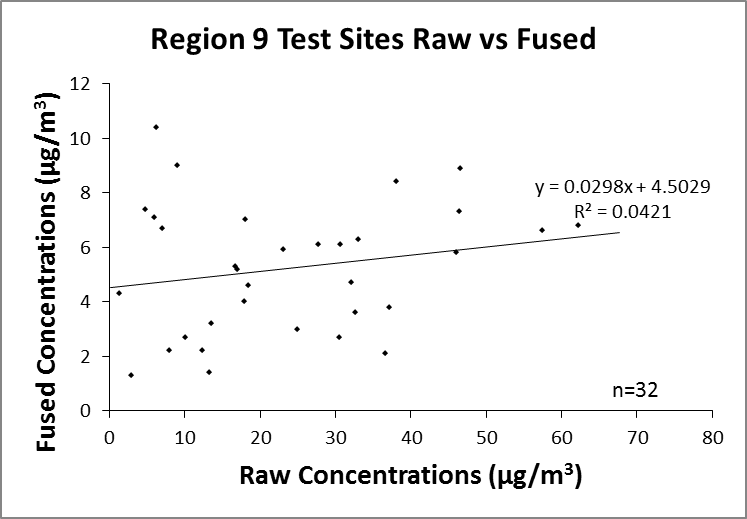 Region 9 Test Sites Raw vs Fused
Fused Concentrations (µg/m³)
12
10
8
6
4
2
0
y = 0.0298x + 4.5029
R² = 0.0421
n=32
0 10 20 30 40 50 60 70 80
Raw Concentrations (µg/m³)